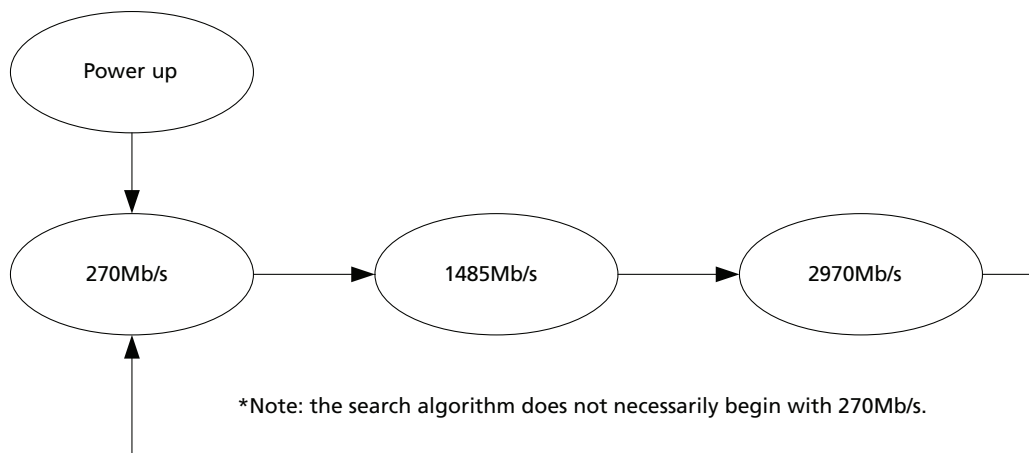 Power up
270Mb/s
1485Mb/s
2970Mb/s
*Note: the search algorithm does not necessarily begin with 270Mb/s.